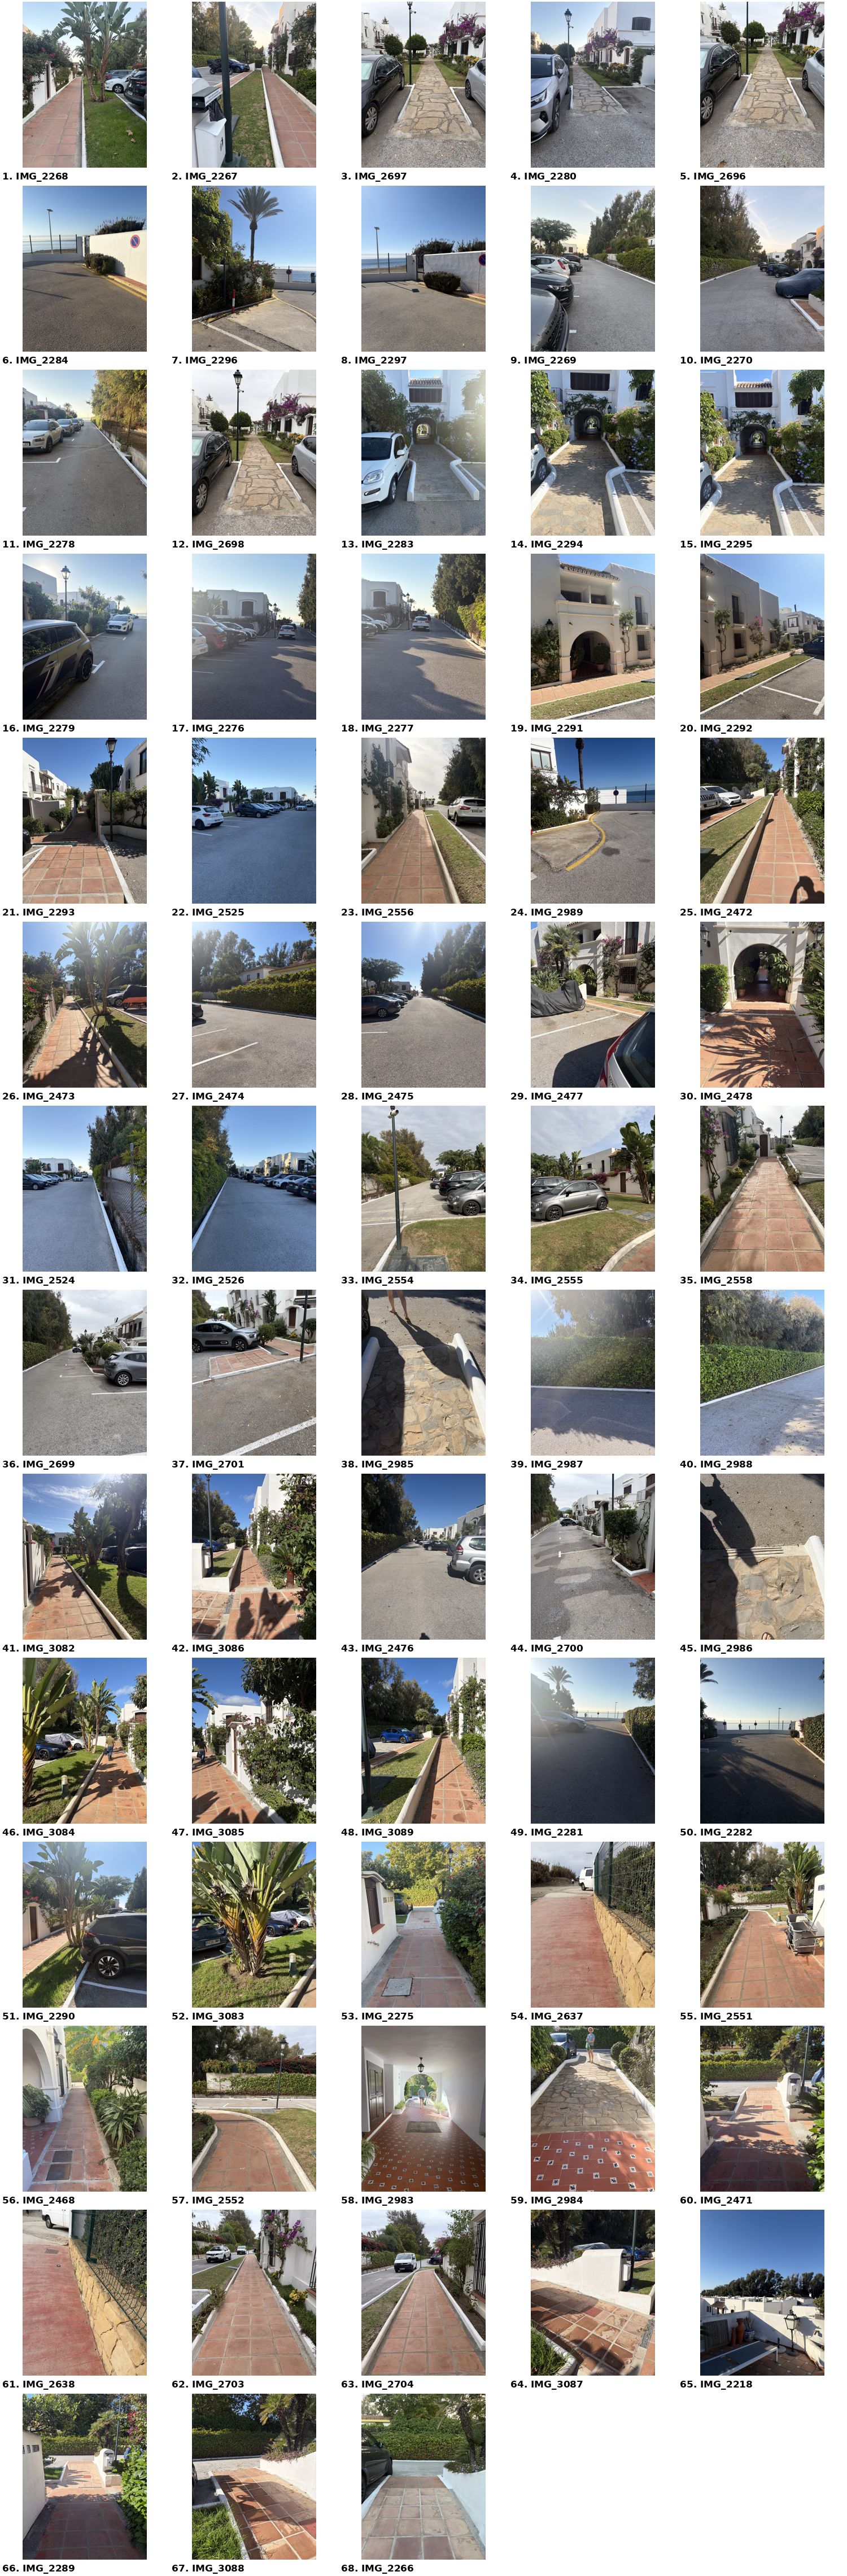 1. IMG_2268 2. IMG_2267 3. IMG_2697 4. IMG_2280 5. IMG_2696
6. IMG_2284 7. IMG_2296 8. IMG_2297 9. IMG_2269 10. IMG_2270
11. IMG_2278 12. IMG_2698 13. IMG_2283 14. IMG_2294 15. IMG_2295
16. IMG_2279 17. IMG_2276 18. IMG_2277 19. IMG_2291 20. IMG_2292
21. IMG_2293 22. IMG_2525 23. IMG_2556 24. IMG_2989 25. IMG_2472
26. IMG_2473 27. IMG_2474 28. IMG_2475 29. IMG_2477 30. IMG_2478
31. IMG_2524 32. IMG_2526 33. IMG_2554 34. IMG_2555 35. IMG_2558
36. IMG_2699 37. IMG_2701 38. IMG_2985 39. IMG_2987 40. IMG_2988
41. IMG_3082 42. IMG_3086 43. IMG_2476 44. IMG_2700 45. IMG_2986
46. IMG_3084 47. IMG_3085 48. IMG_3089 49. IMG_2281 50. IMG_2282
51. IMG_2290 52. IMG_3083 53. IMG_2275 54. IMG_2637 55. IMG_2551
56. IMG_2468 57. IMG_2552 58. IMG_2983 59. IMG_2984 60. IMG_2471
61. IMG_2638 62. IMG_2703 63. IMG_2704 64. IMG_3087 65. IMG_2218
66. IMG_2289 67. IMG_3088 68. IMG_2266